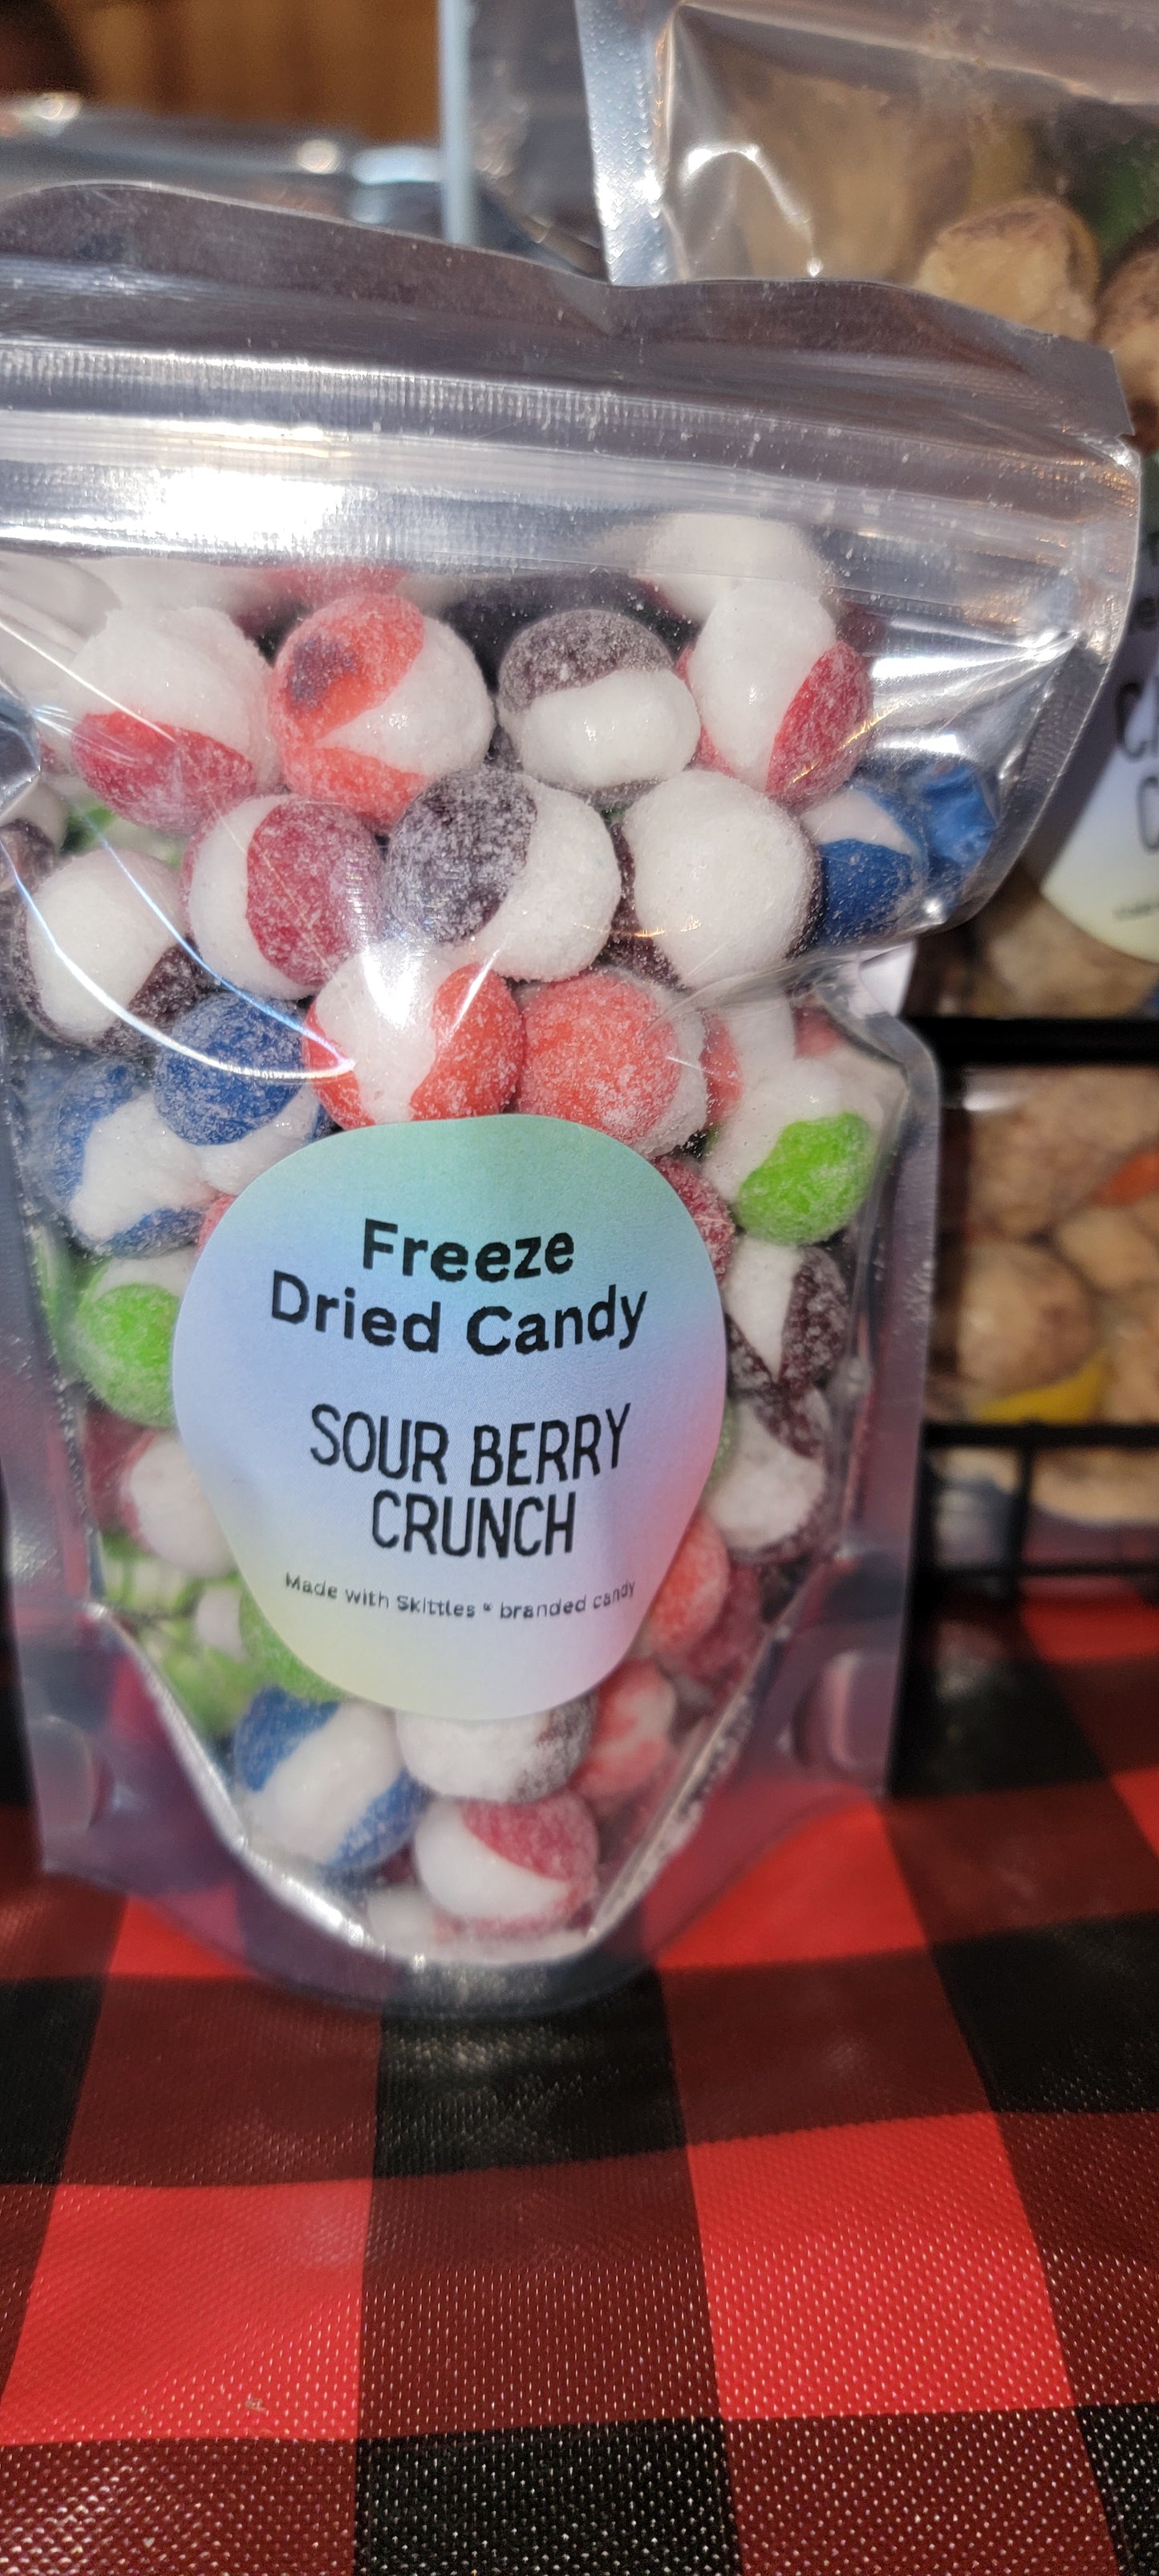 Freeze
Dried Candy
SOUR BERRY
CRUNCH
Made with Skittles ® branded candy